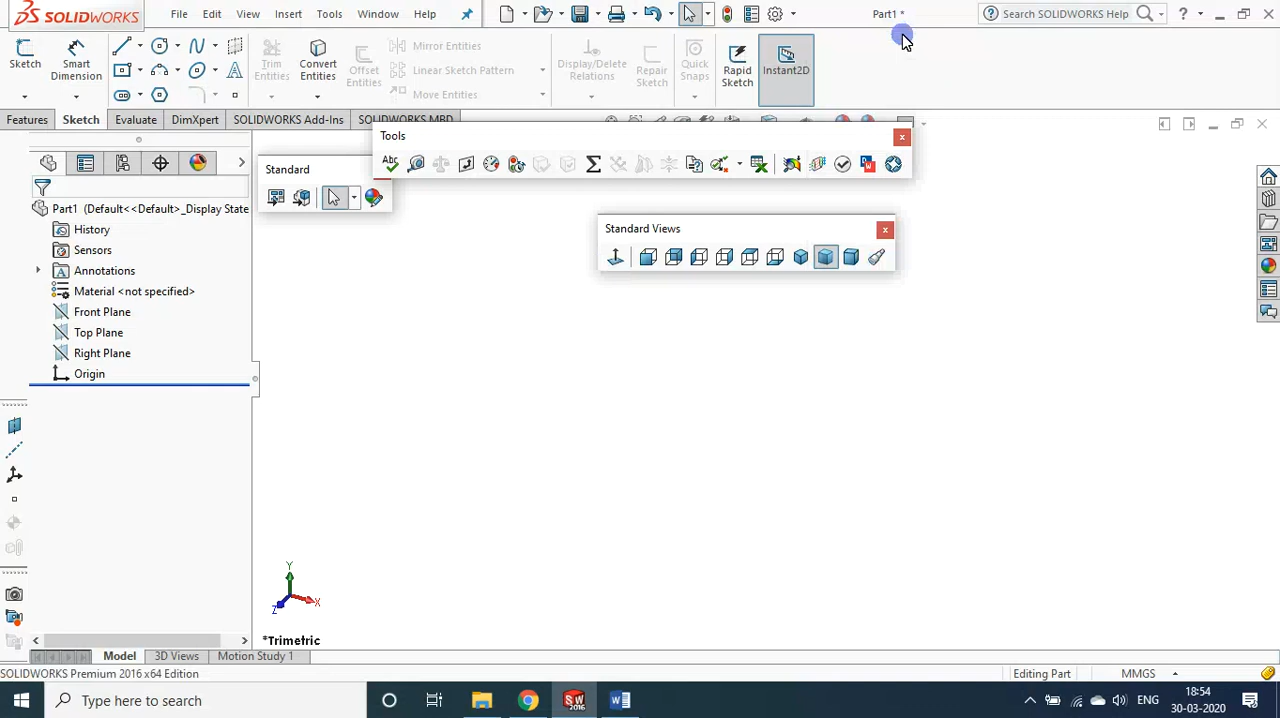 SOLIDWORKS File Edit View Insert Tools Window Help Part1 * Search SOLIDWORKS Help ?
Sketch Smart Dimension Trim Entities Convert Entities Offset Entities Mirror Entities Display/Delete Relations Repair Sketch Quick Snaps Rapid Sketch Instant2D
Linear Sketch Pattern
Move Entities
Features Sketch Evaluate DimXpert SOLIDWORKS Add-Ins SOLIDWORKS MBD
Tools
Standard
Part1 (Default<<Default>_Display State
History
Standard Views
Sensors
Annotations
Material <not specified>
Front Plane
Top Plane
Right Plane
Origin
Y
X
Z
*Trimetric
Model 3D Views Motion Study 1
SOLIDWORKS Premium 2016 x64 Edition Editing Part MMGS
Type here to search ENG 18:54
30-03-2020